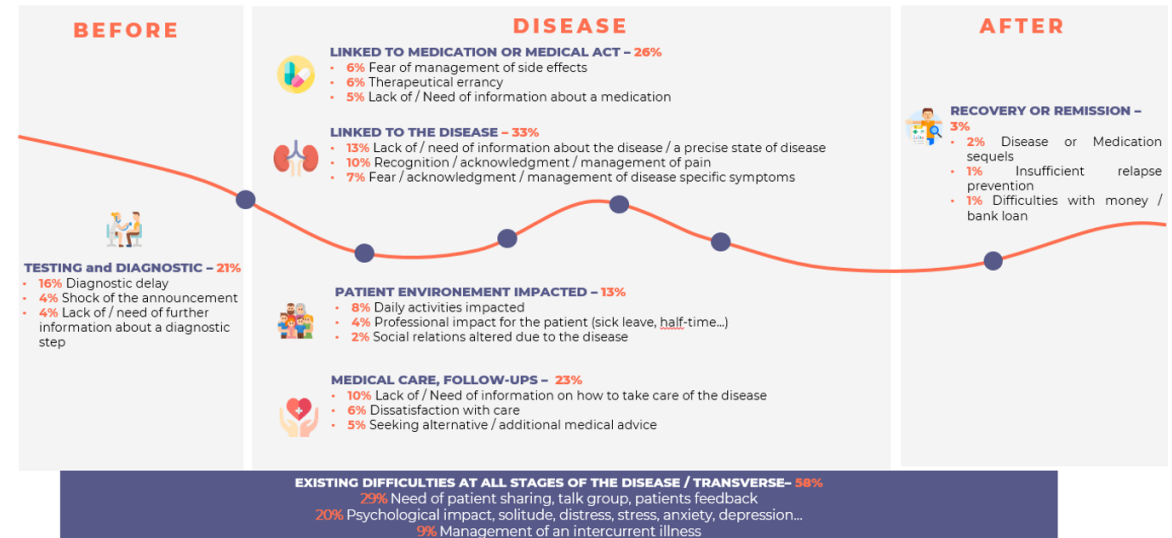 BEFORE
TESTING and DIAGNOSTIC – 21%
• 16% Diagnostic delay
• 4% Shock of the announcement
• 4% Lack of / need of further
information about a diagnostic
step
DISEASE
LINKED TO MEDICATION OR MEDICAL ACT – 26%
• 6% Fear of management of side effects
• 6% Therapeutical errancy
• 5% Lack of / Need of information about a medication
LINKED TO THE DISEASE – 33%
• 13% Lack of / need of information about the disease / a precise state of disease
• 10% Recognition / acknowledgment / management of pain
• 7% Fear / acknowledgment / management of disease specific symptoms
PATIENT ENVIRONEMENT IMPACTED – 13%
• 8% Daily activities impacted
• 4% Professional impact for the patient (sick leave, half-time...)
• 2% Social relations altered due to the disease
MEDICAL CARE, FOLLOW-UPS – 23%
• 10% Lack of / Need of information on how to take care of the disease
• 6% Dissatisfaction with care
• 5% Seeking alternative / additional medical advice
AFTER
RECOVERY OR REMISSION –
3%
• 2% Disease or Medication
sequels
• 1% Insufficient relapse
prevention
• 1% Difficulties with money /
bank loan
EXISTING DIFFICULTIES AT ALL STAGES OF THE DISEASE / TRANSVERSE– 58%
29% Need of patient sharing, talk group, patients feedback
20% Psychological impact, solitude, distress, stress, anxiety, depression...
9% Management of an intercurrent illness